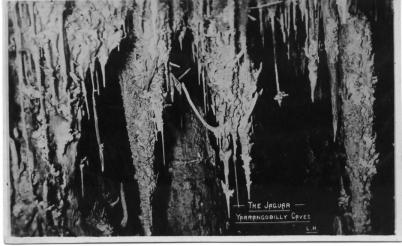 — THE JAGUAR —
YARRANGOBILLY CAVES
L.H.